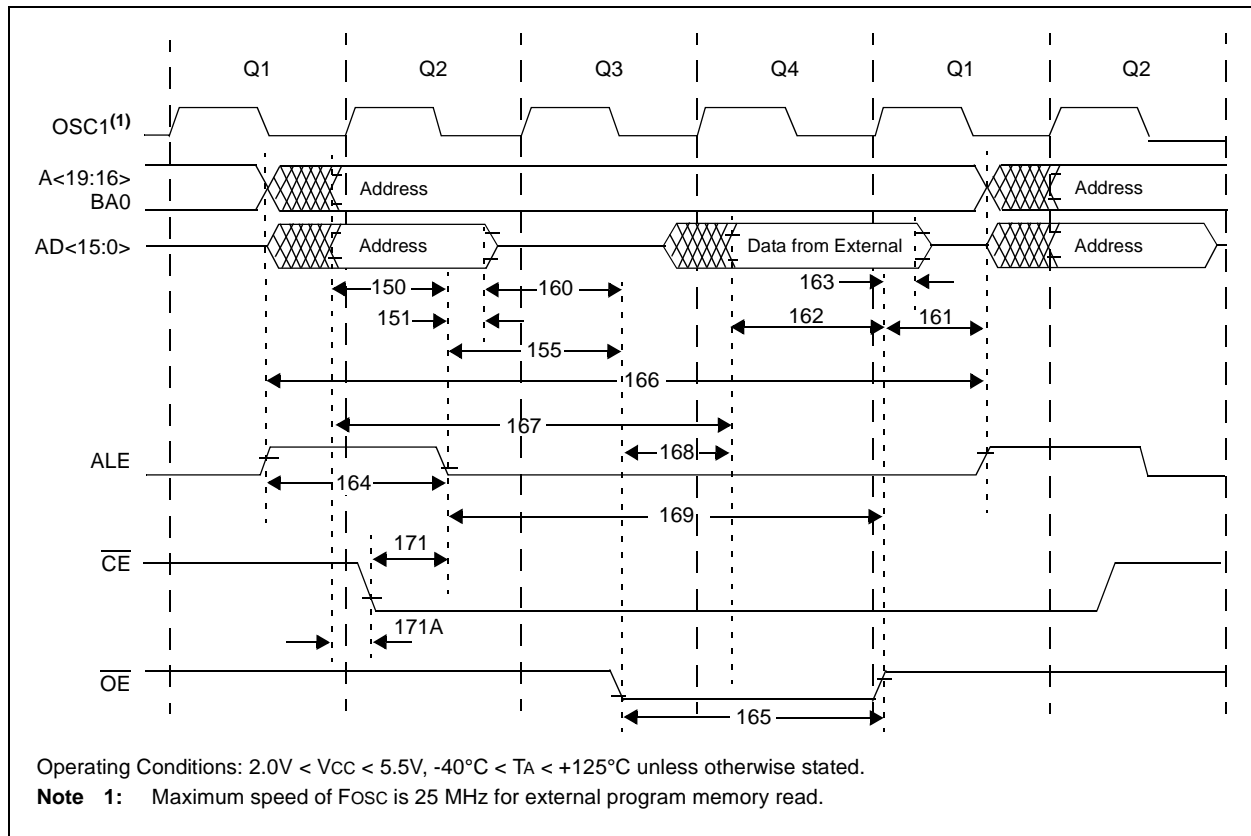 Q1 Q2 Q3 Q4 Q1 Q2
OSC1(1)
A<19:16>
BA0
Address
Address
AD<15:0>
Address
Data from External
Address
150
160
163
151
162
161
155
166
167
168
ALE
164
169
171
CE
171A
OE
165
Operating Conditions: 2.0V < VCC < 5.5V, -40°C < TA < +125°C unless otherwise stated.
Note 1: Maximum speed of FOSC is 25 MHz for external program memory read.